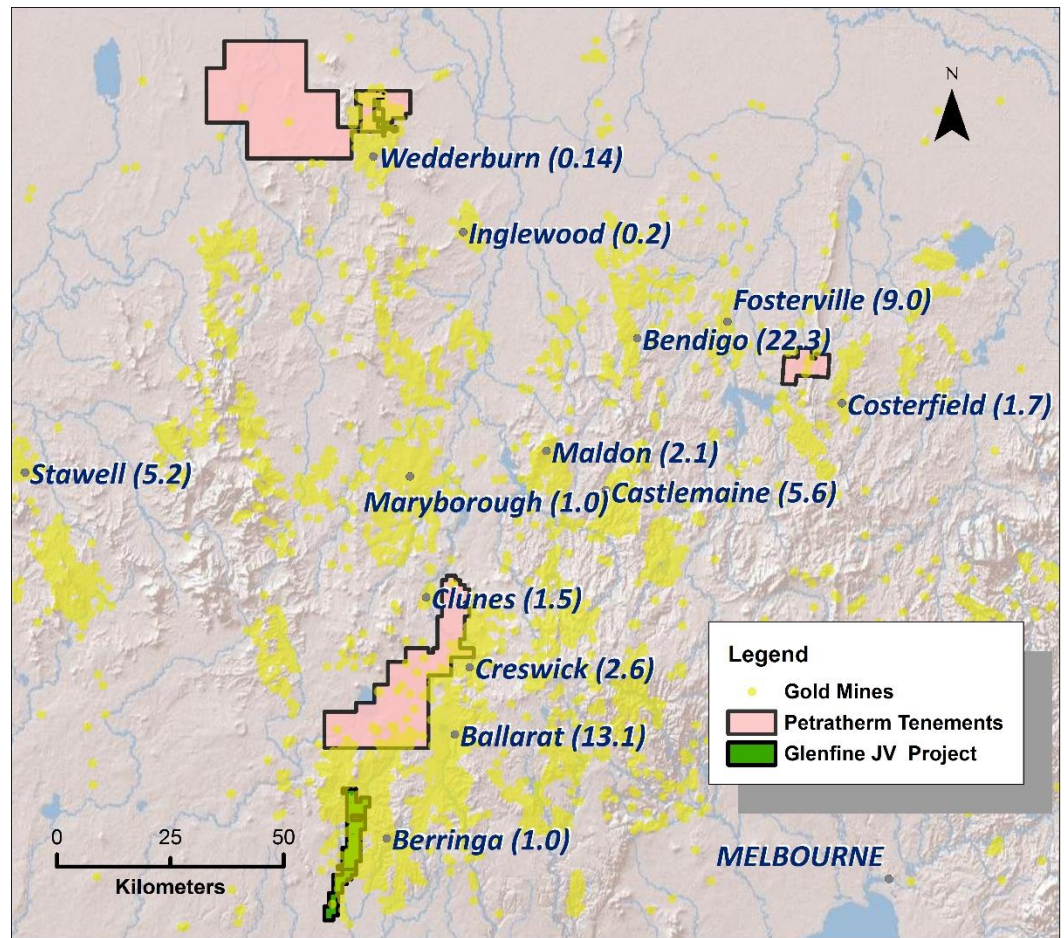 N
Wedderburn (0.14)
Inglewood (0.2)
Fosterville (9.0)
Bendigo (22.3)
Costerfield (1.7)
Maldon (2.1)
Stawell (5.2)
Castlemaine (5.6)
Maryborough (1.0)
Clunes (1.5)
Legend
Creswick (2.6)
Gold Mines
Petratherm Tenements
Ballarat (13.1)
Glenfine JV Project
0 25 50
Berringa (1.0)
MELBOURNE
Kilometers